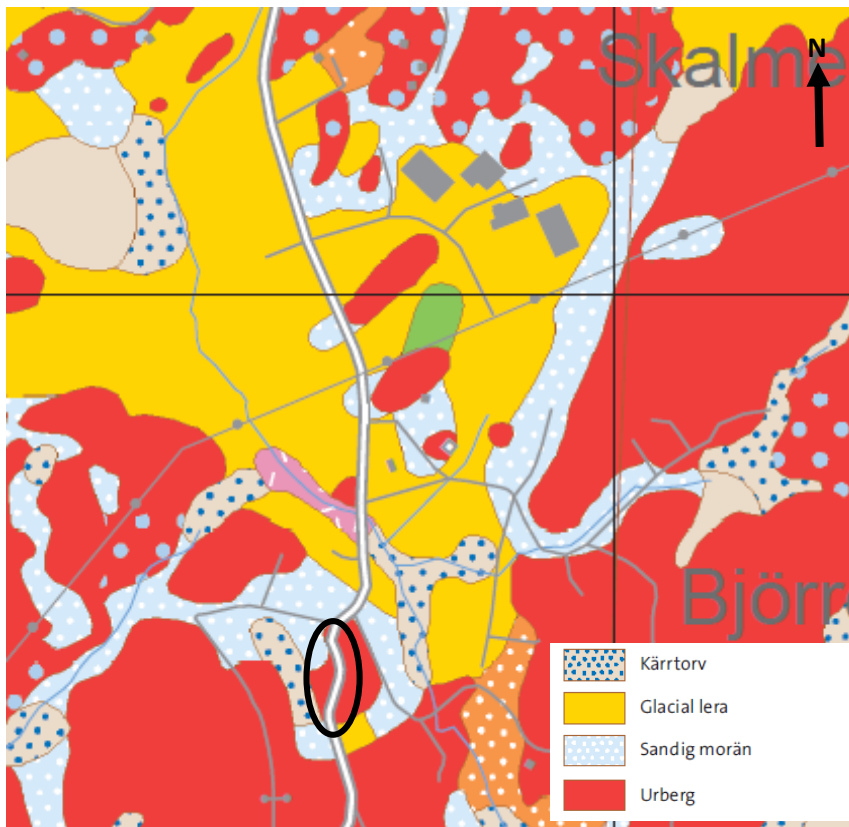 Skalme
N
Björr
Kärrtorv
Glacial lera
Sandig morän
Urberg